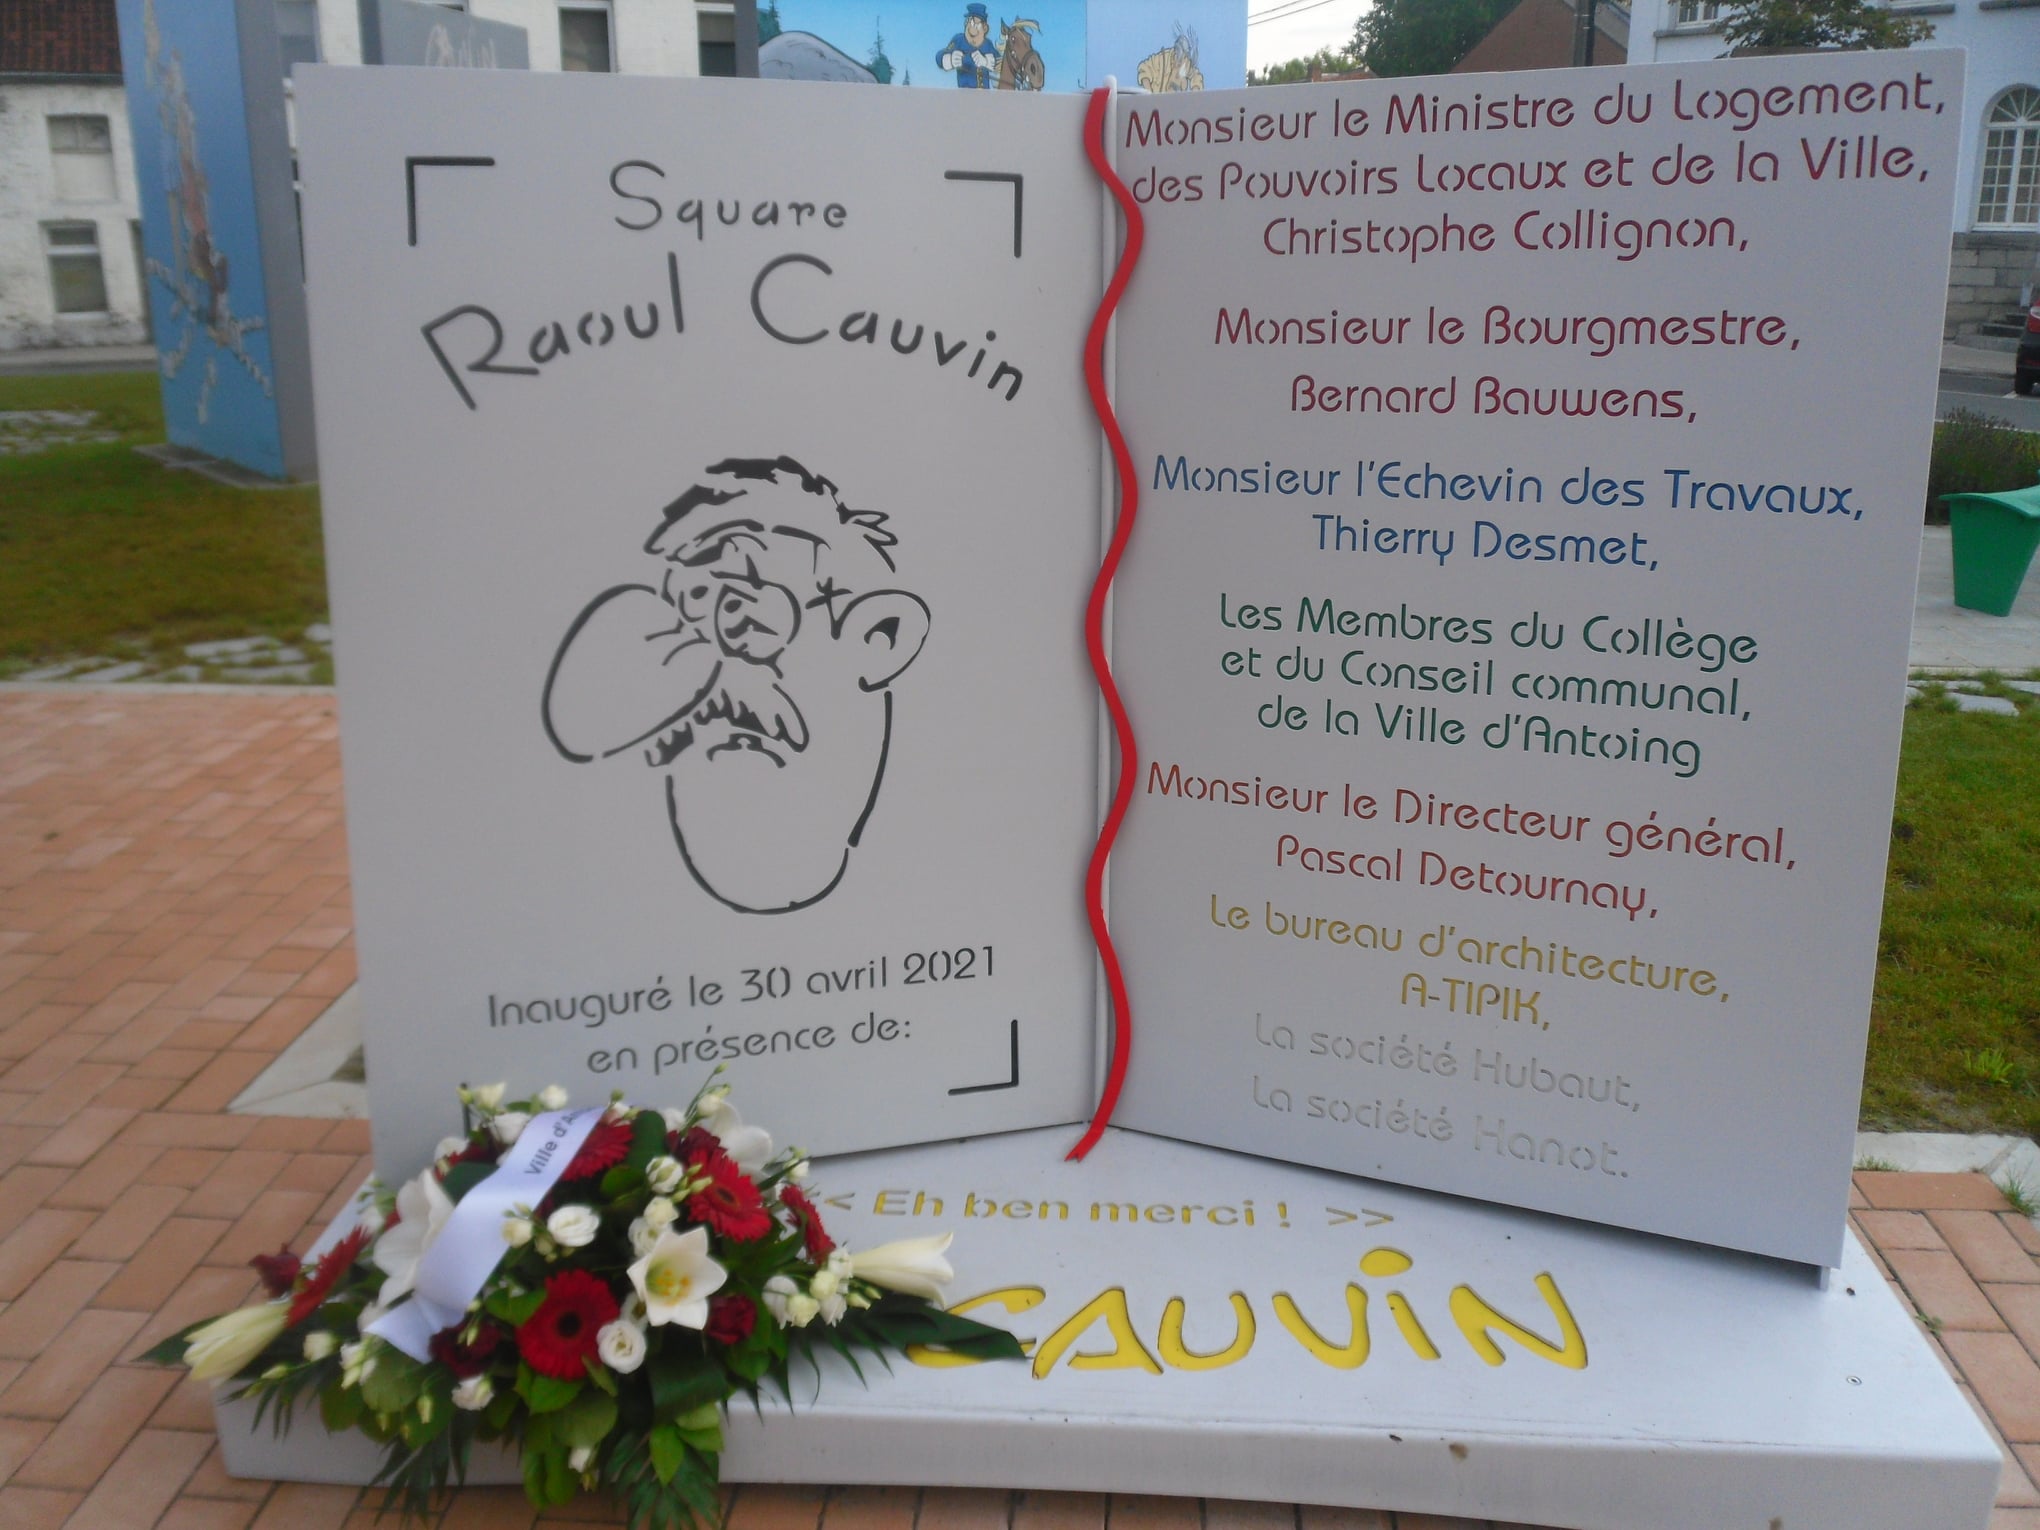 Square
Raoul Cauvin
Inauguré le 30 avril 2021
en présence de:
Monsieur le Ministre du Logement,
des Pouvoirs Locaux et de la Ville,
Christophe Collignon,
Monsieur le Bourgmestre,
Bernard Bauwens,
Monsieur l'Echevin des Travaux,
Thierry Desmet,
Les Membres du Collège
et du Conseil communal,
de la Ville d'Antoing
Monsieur le Directeur général,
Pascal Detournay,
Le bureau d'architecture,
A-TIPIK,
La société Hubaut,
La société Hanot.
<< Eh ben merci ! >>
CAUViN
Ville